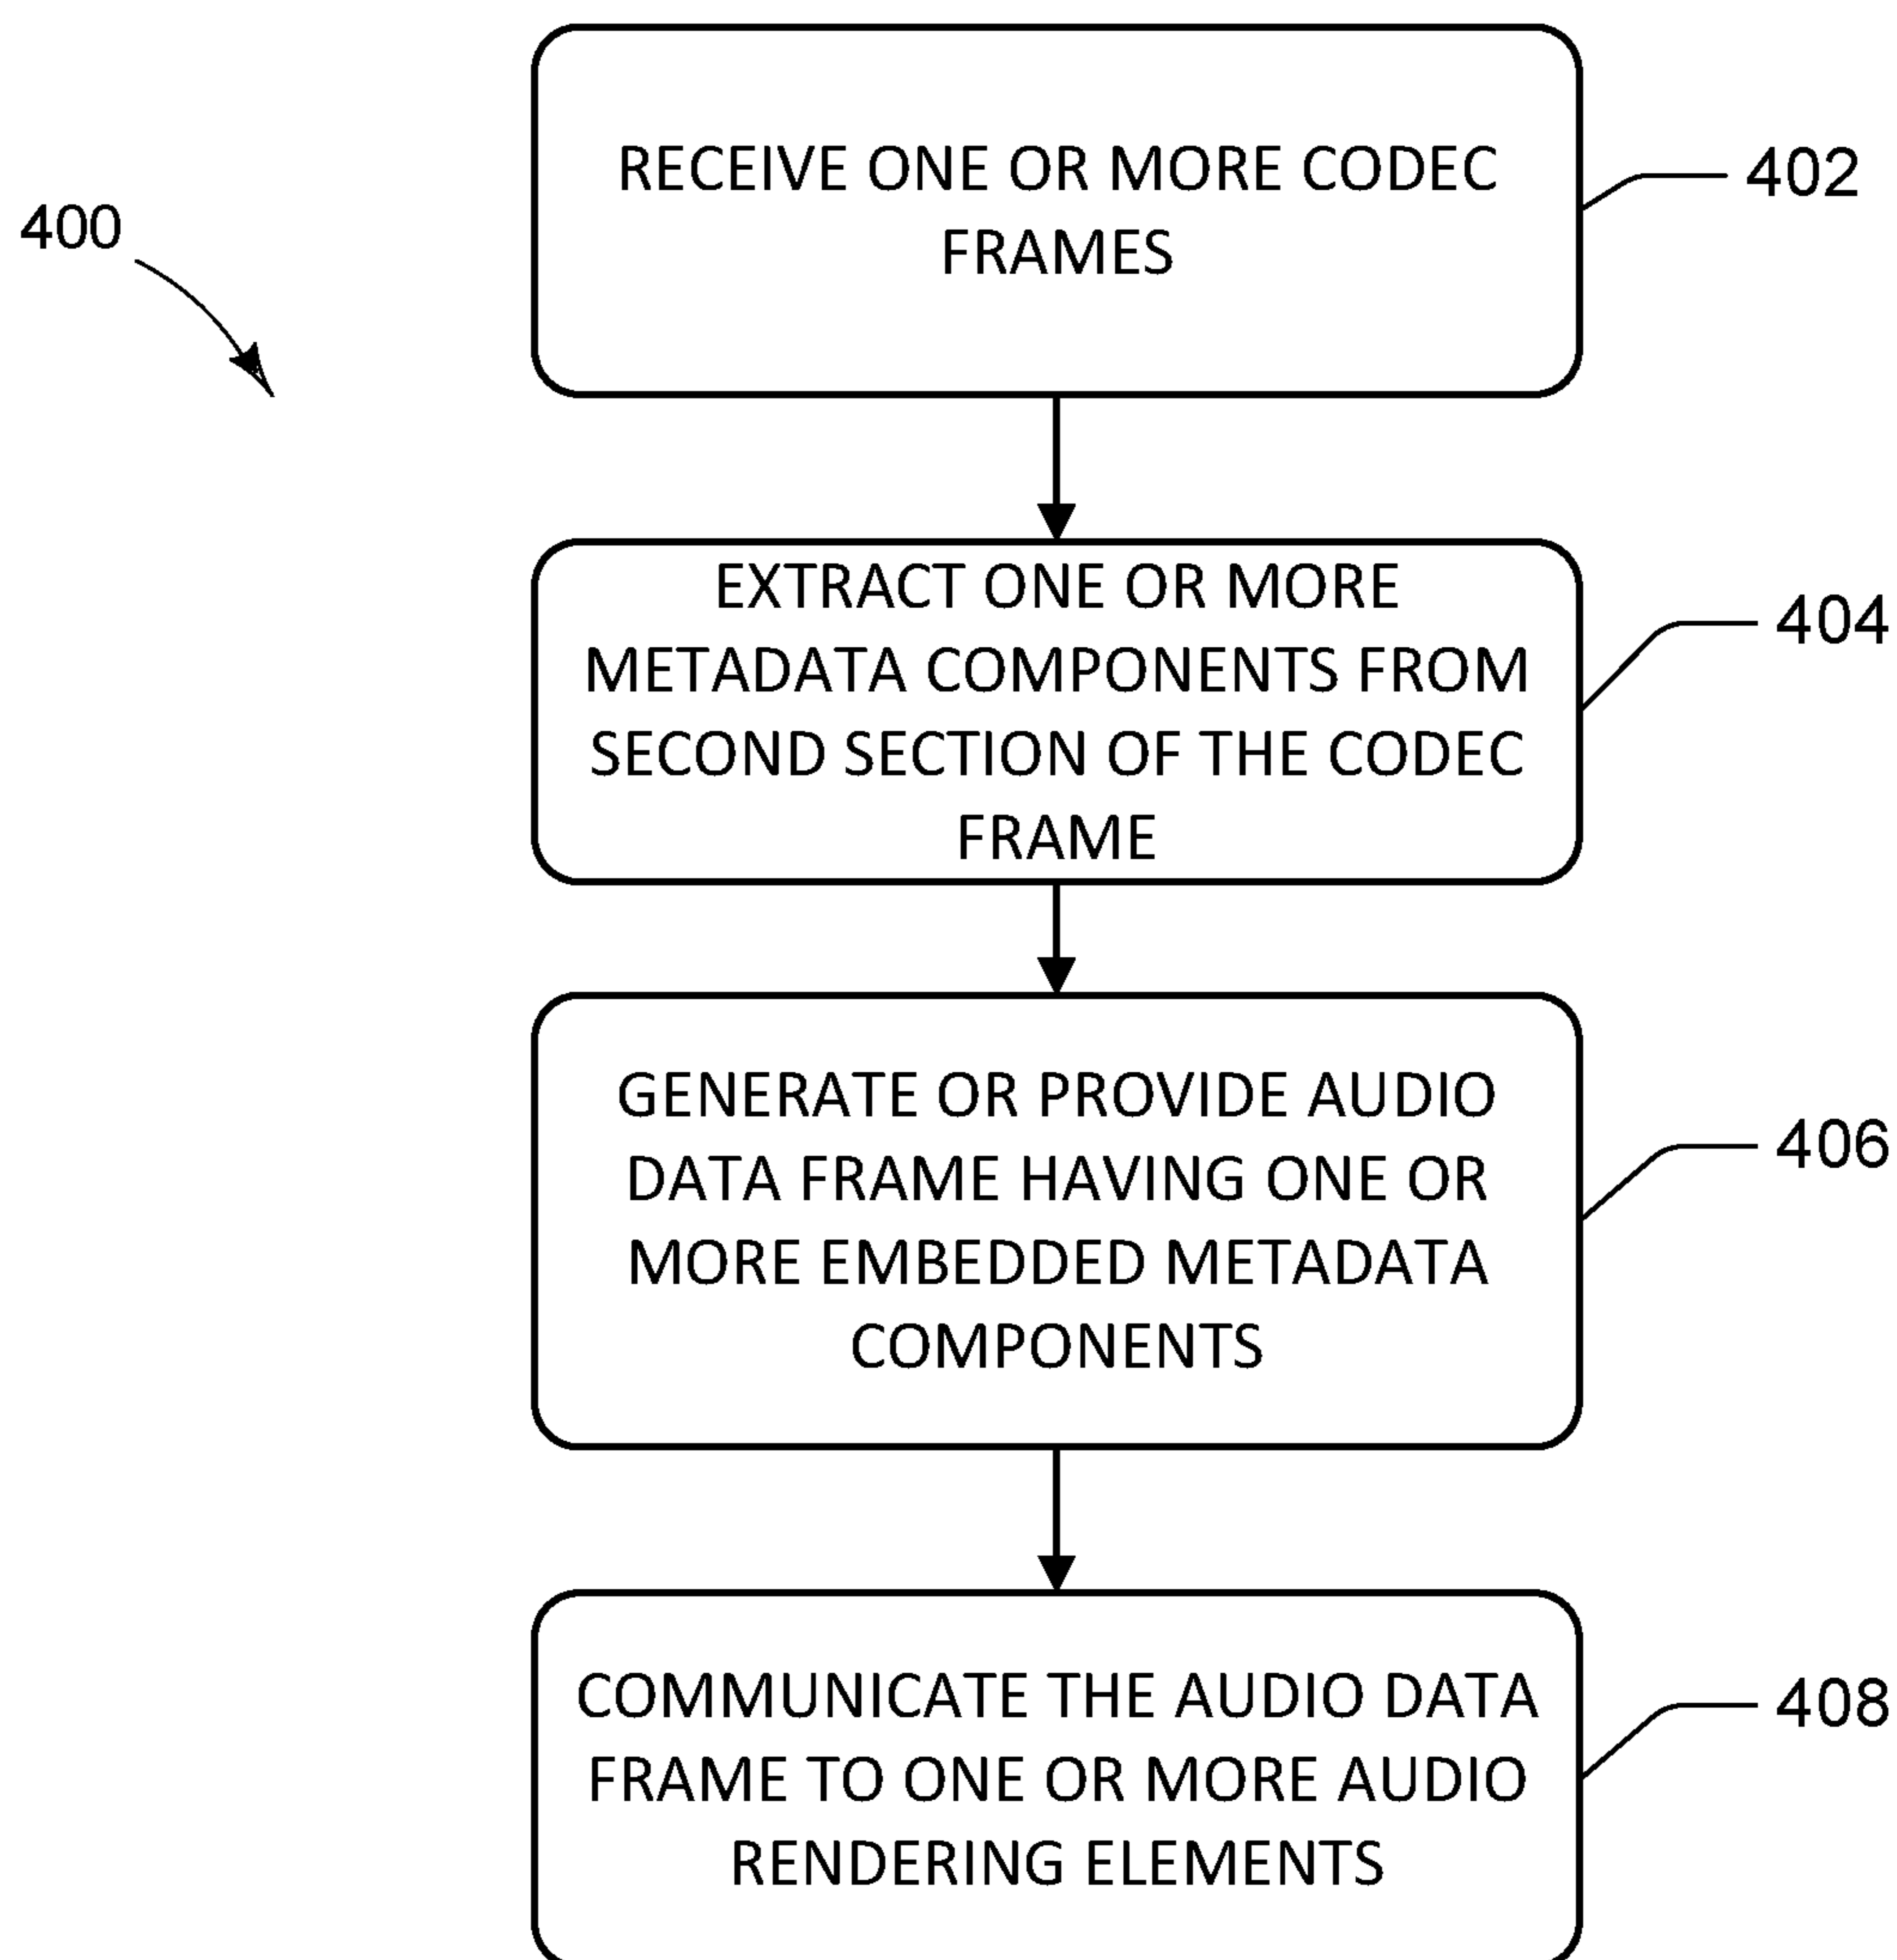 400
RECEIVE ONE OR MORE CODEC
FRAMES
402
EXTRACT ONE OR MORE
METADATA COMPONENTS FROM
SECOND SECTION OF THE CODEC
FRAME
404
GENERATE OR PROVIDE AUDIO
DATA FRAME HAVING ONE OR
MORE EMBEDDED METADATA
COMPONENTS
406
COMMUNICATE THE AUDIO DATA
FRAME TO ONE OR MORE AUDIO
RENDERING ELEMENTS
408